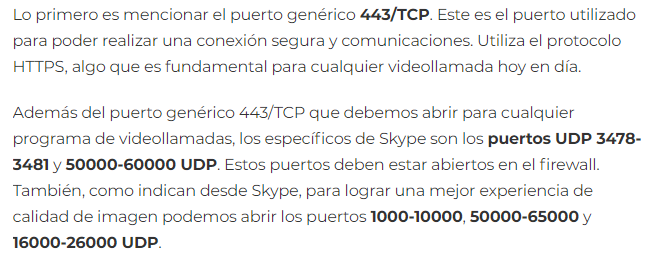 Lo primero es mencionar el puerto genérico 443/TCP. Este es el puerto utilizado
para poder realizar una conexión segura y comunicaciones. Utiliza el protocolo
HTTPS, algo que es fundamental para cualquier videollamada hoy en día.
Además del puerto genérico 443/TCP que debemos abrir para cualquier
programa de videollamadas, los específicos de Skype son los puertos UDP 3478-
3481 y 50000-60000 UDP. Estos puertos deben estar abiertos en el firewall.
También, como indican desde Skype, para lograr una mejor experiencia de
calidad de imagen podemos abrir los puertos 1000-10000, 50000-65000 y
16000-26000 UDP.